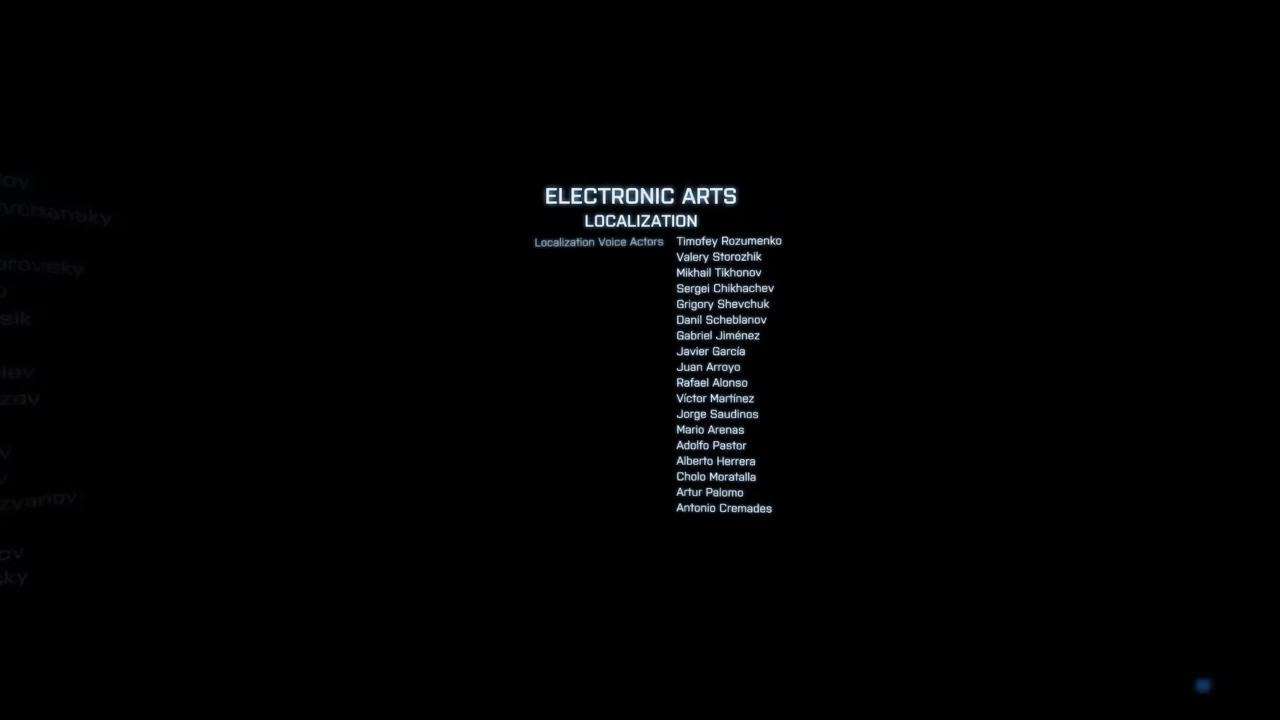 ELECTRONIC ARTS
LOCALIZATION
Localization Voice Actors Timofey Rozumenko
Valery Storozhik
Mikhail Tikhonov
Sergei Chikhachev
Grigory Shevchuk
Danil Scheblanov
Gabriel Jiménez
Javier García
Juan Arroyo
Rafael Alonso
Víctor Martínez
Jorge Saudinos
Mario Arenas
Adolfo Pastor
Alberto Herrera
Cholo Moratalla
Artur Palomo
Antonio Cremades